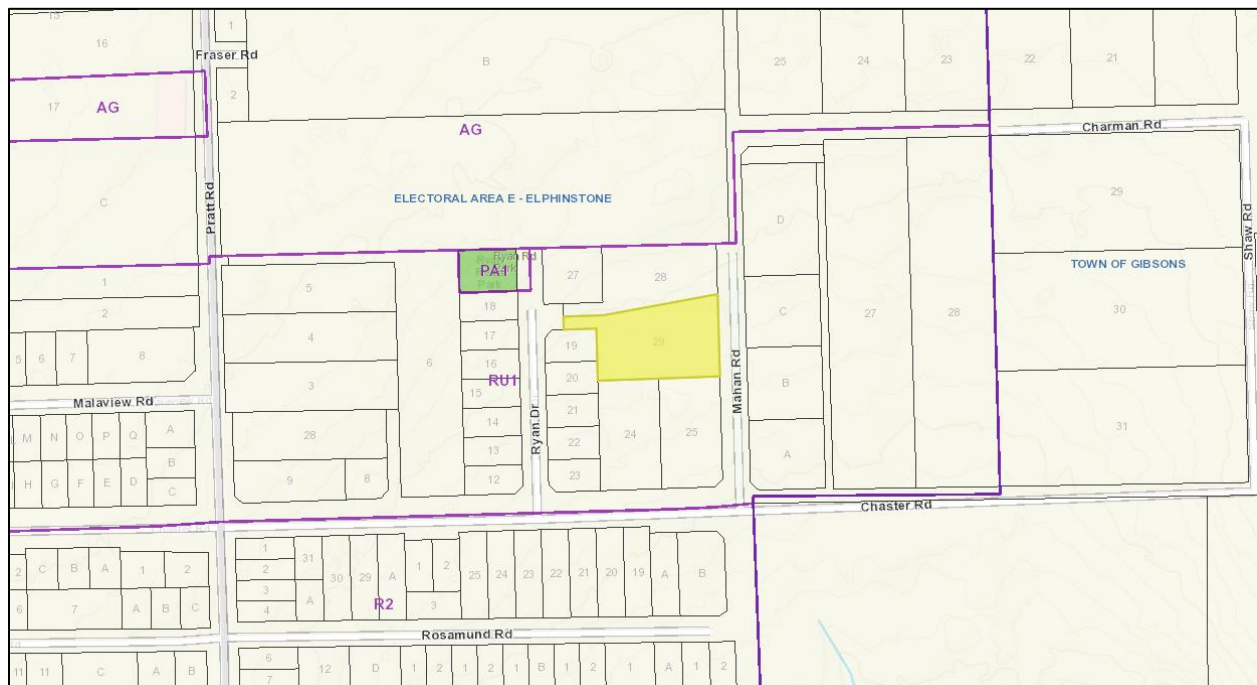 15
16
1
Fraser Rd
B
25
24
23
22
21
17
AG
2
AG
Charman Rd
C
Pratt Rd
ELECTORAL AREA E - ELPHINSTONE
D
29
Shaw Rd
TOWN OF GIBSONS
Ryan Rd
Park
PA1
Park
1
5
27
28
2
18
C
27
28
30
4
17
19
29
5
6
7
8
3
6
16
20
Mahan Rd
B
RU1
15
Malaview Rd
21
14
Ryan Dr
24
25
31
M
N
O
P
Q
A
28
22
13
B
A
H
G
F
E
D
C
9
8
12
23
Chaster Rd
2
C
B
A
1
2
1
2
31
30
29
A
1
2
25
24
23
22
21
20
19
A
B
6
7
A
B
C
3
4
A
R2
3
Rosamund Rd
11
11
C
A
B
6
7
12
D
1
2
1
2
1
B
1
2
1
A
1
2